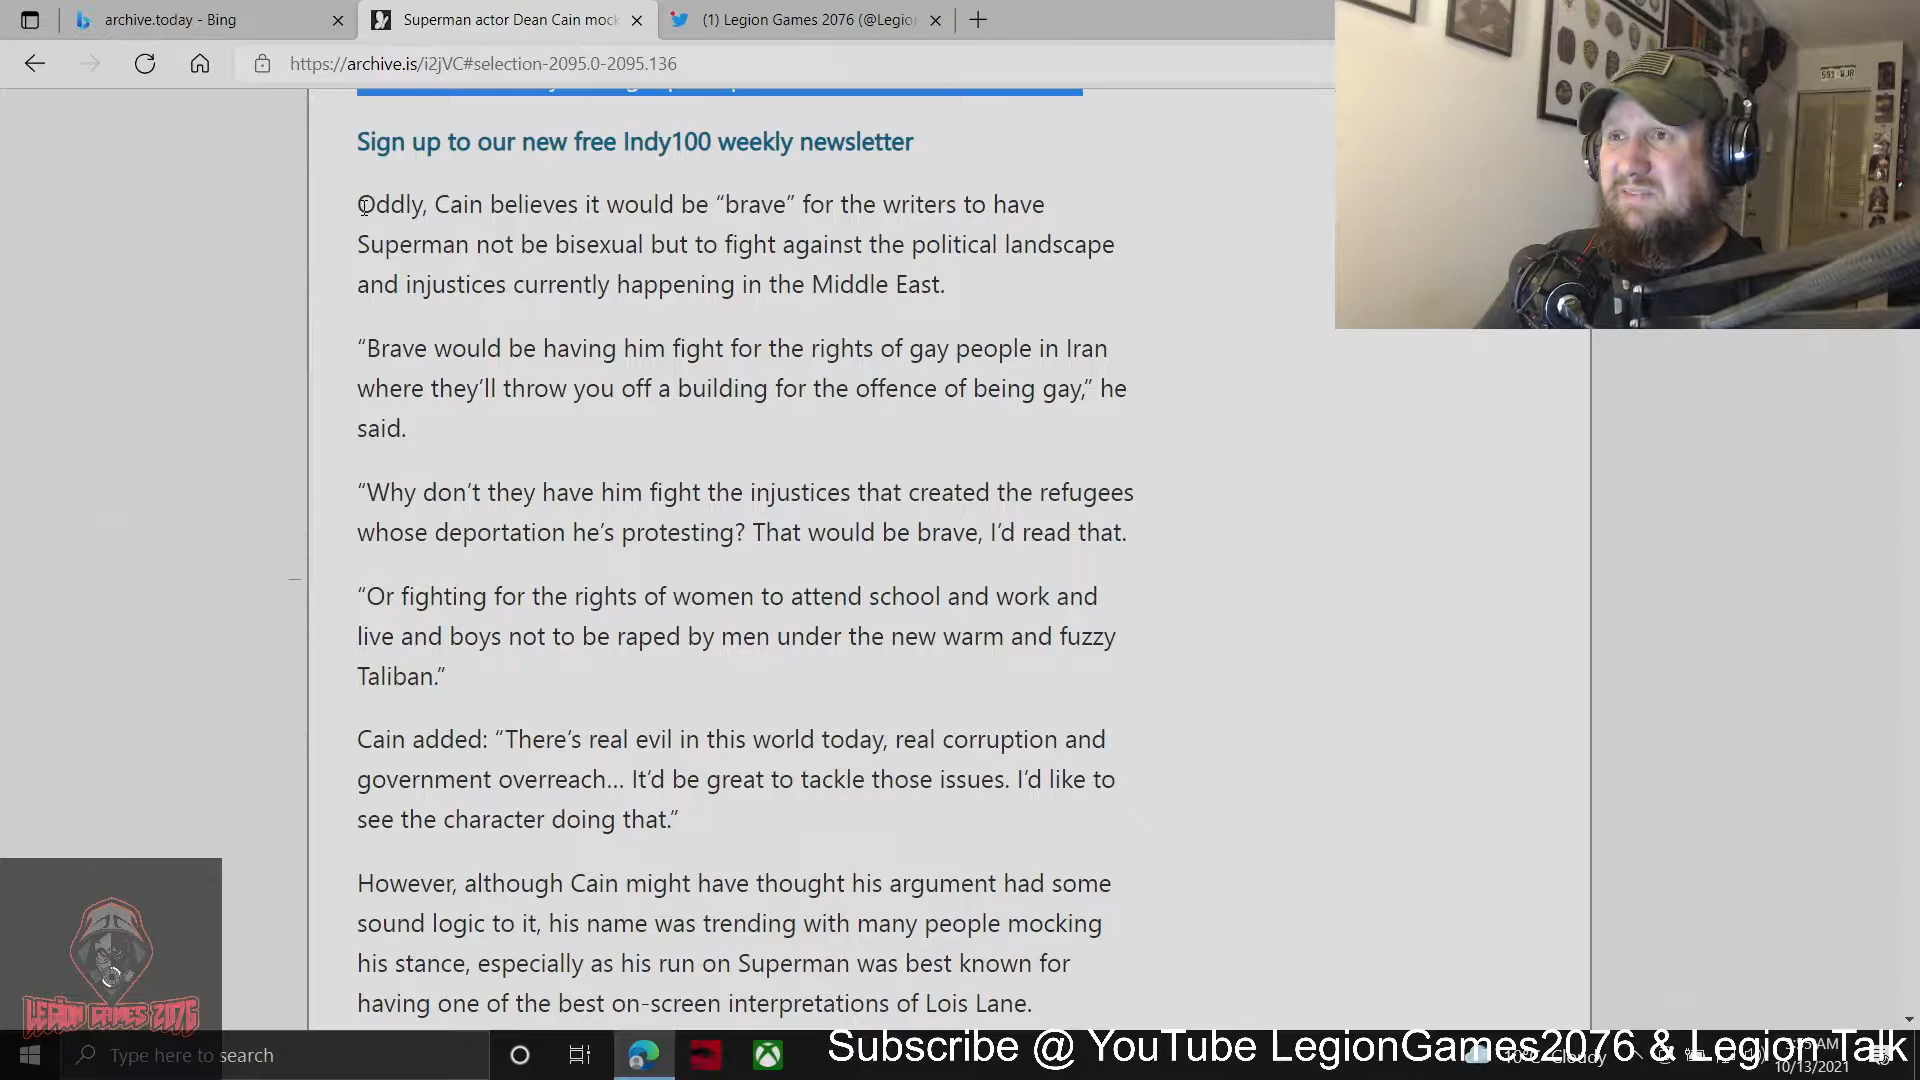 archive.today - Bing
Superman actor Dean Cain mock
(1) Legion Games 2076 (@Legio
https://archive.is/i2jVC#selection-2095.0-2095.136
591 WJR
Sign up to our new free Indy100 weekly newsletter
Oddly, Cain believes it would be “brave” for the writers to have
Superman not be bisexual but to fight against the political landscape
and injustices currently happening in the Middle East.
“Brave would be having him fight for the rights of gay people in Iran
where they’ll throw you off a building for the offence of being gay,” he
said.
“Why don’t they have him fight the injustices that created the refugees
whose deportation he’s protesting? That would be brave, I’d read that.
“Or fighting for the rights of women to attend school and work and
live and boys not to be raped by men under the new warm and fuzzy
Taliban.”
Cain added: “There’s real evil in this world today, real corruption and
government overreach... It’d be great to tackle those issues. I’d like to
see the character doing that.”
However, although Cain might have thought his argument had some
sound logic to it, his name was trending with many people mocking
his stance, especially as his run on Superman was best known for
having one of the best on-screen interpretations of Lois Lane.
LEGION GAMES 2076
Type here to search
Subscribe @ YouTube LegionGames2076 & Legion Talk
10°C Cloudy
AM
10/13/2021